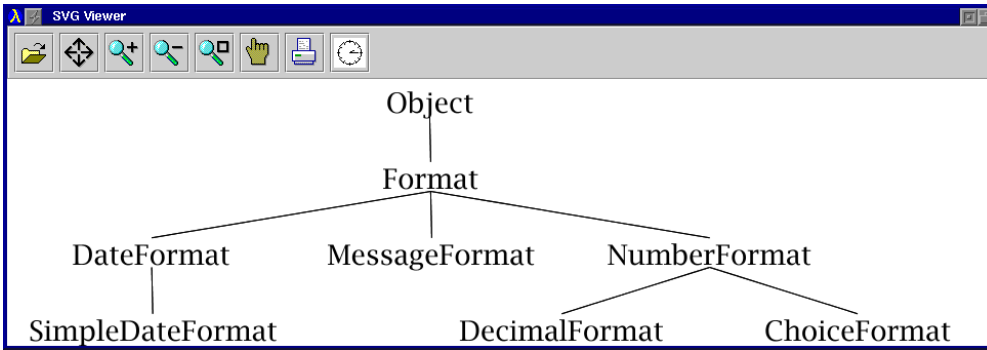 λ SVG Viewer
Object
Format
DateFormat MessageFormat NumberFormat
SimpleDateFormat DecimalFormat ChoiceFormat